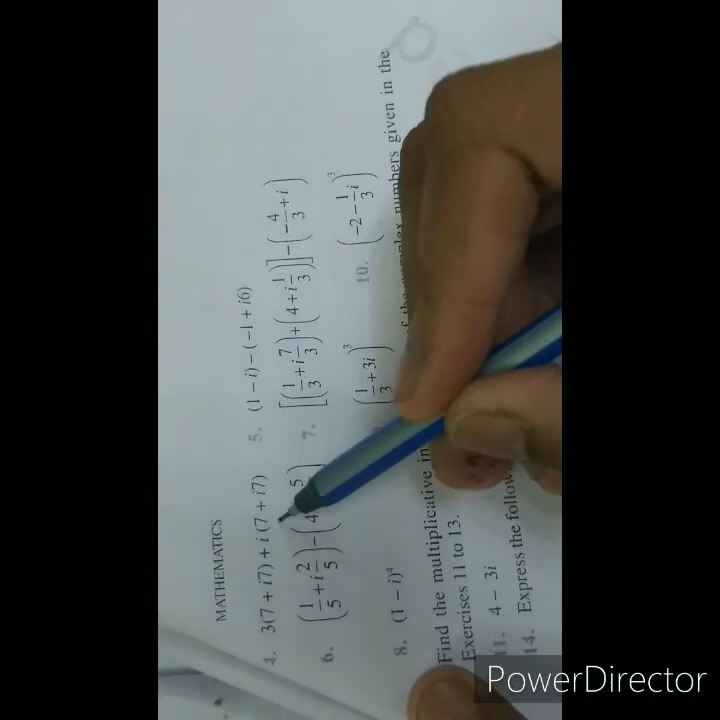 MATHEMATICS
4. 3(7 + i7) + i (7 + i7) 5. (1 – i) – (–1 + i6)
6. (1/5 + i 2/5) – (4 5) 7. [(1/3 + i 7/3) + (4 + i 1/3)] – (–4/3 + i)
8. (1 – i)⁴ (1/3 + 3i)³ 10. (–2 – 1/3 i)³
Find the multiplicative in numbers given in the
Exercises 11 to 13.
11. 4 – 3i
14. Express the follow
PowerDirector